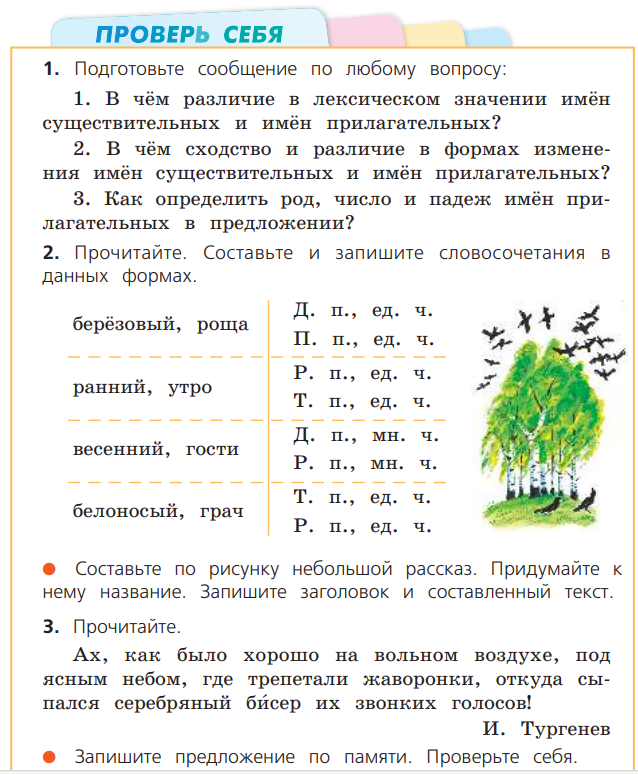 ПРОВЕРЬ СЕБЯ
1. Подготовьте сообщение по любому вопросу:
1. В чём различие в лексическом значении имён
существительных и имён прилагательных?
2. В чём сходство и различие в формах измене-
ния имён существительных и имён прилагательных?
3. Как определить род, число и падеж имён при-
лагательных в предложении?
2. Прочитайте. Составьте и запишите словосочетания в
данных формах.
берёзовый, роща
Д. п., ед. ч.
П. п., ед. ч.
ранний, утро
Р. п., ед. ч.
Т. п., ед. ч.
весенний, гости
Д. п., мн. ч.
Р. п., мн. ч.
белоносый, грач
Т. п., ед. ч.
Р. п., ед. ч.
Составьте по рисунку небольшой рассказ. Придумайте к
нему название. Запишите заголовок и составленный текст.
3. Прочитайте.
Ах, как было хорошо на вольном воздухе, под
ясным небом, где трепетали жаворонки, откуда сы-
пался серебряный би́сер их звонких голосов!
И. Тургенев
Запишите предложение по памяти. Проверьте себя.